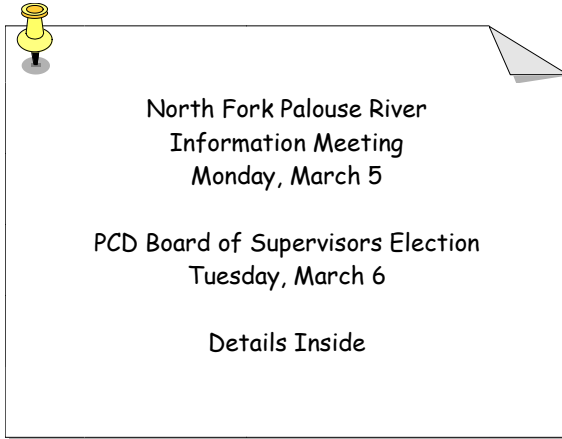 North Fork Palouse River
Information Meeting
Monday, March 5
PCD Board of Supervisors Election
Tuesday, March 6
Details Inside